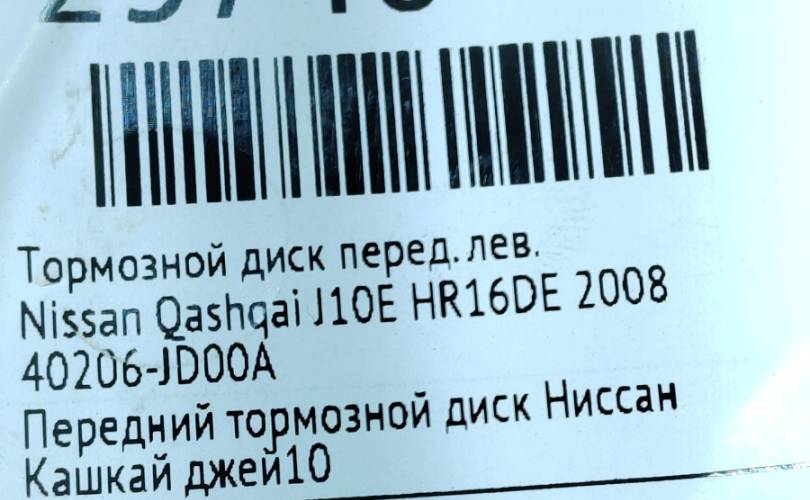 Тормозной диск перед. лев.
Nissan Qashqai J10E HR16DE 2008
40206-JD00A
Передний тормозной диск Ниссан
Кашкай джей10